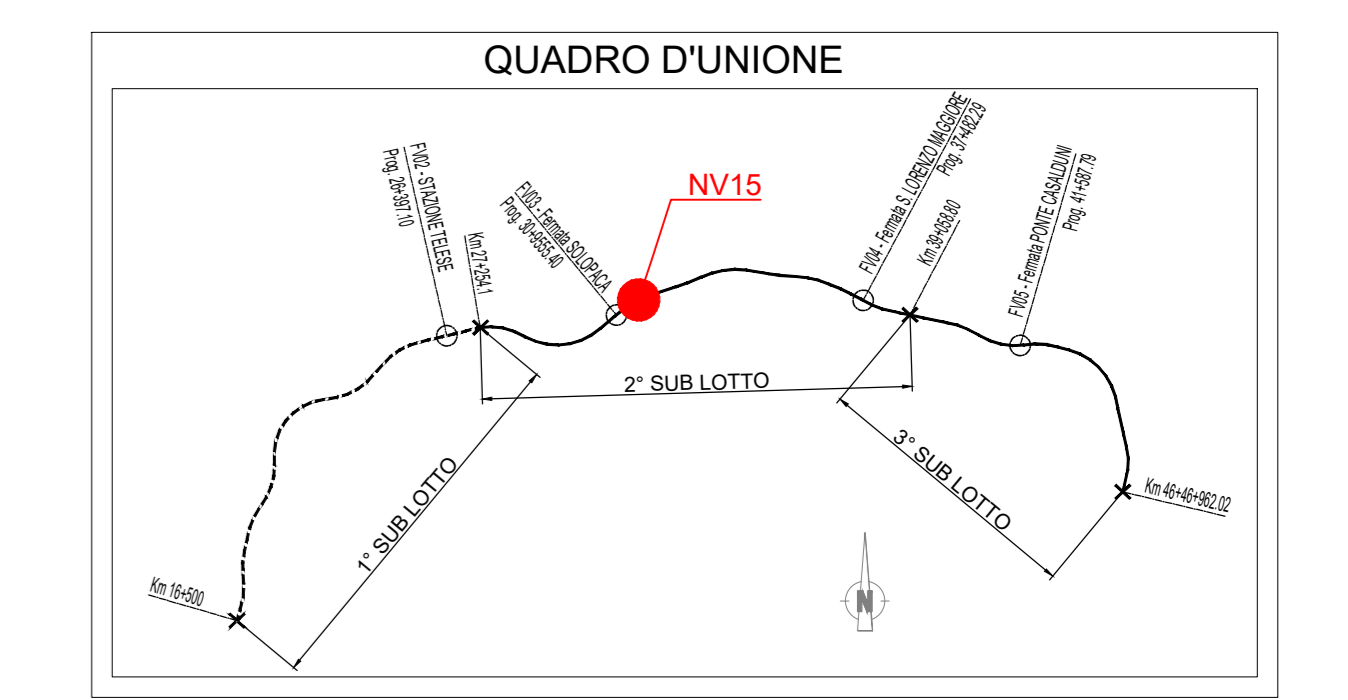 QUADRO D'UNIONE
FV02 - STAZIONE TELESE
Prog. 26+397.10
Km 27+254.1
FV03 - Fermata SOLOPACA
Prog. 30+9555.40
NV15
FV04 - Fermata S. LORENZO MAGGIORE
Prog. 37+482.29
Km 39+058.80
FV05 - Fermata PONTE CASALDUNI
Prog. 41+587.79
2° SUB LOTTO
1° SUB LOTTO
3° SUB LOTTO
Km 46+46+962.02
Km 16+500
N